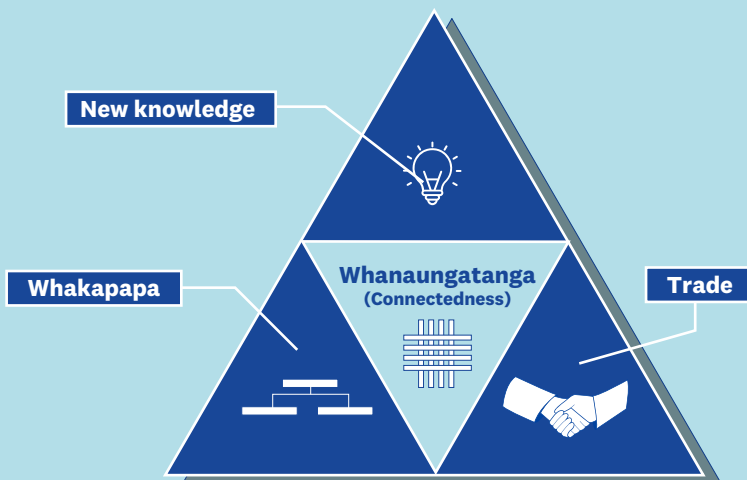 New knowledge
Whanaungatanga
(Connectedness)
Whakapapa
Trade